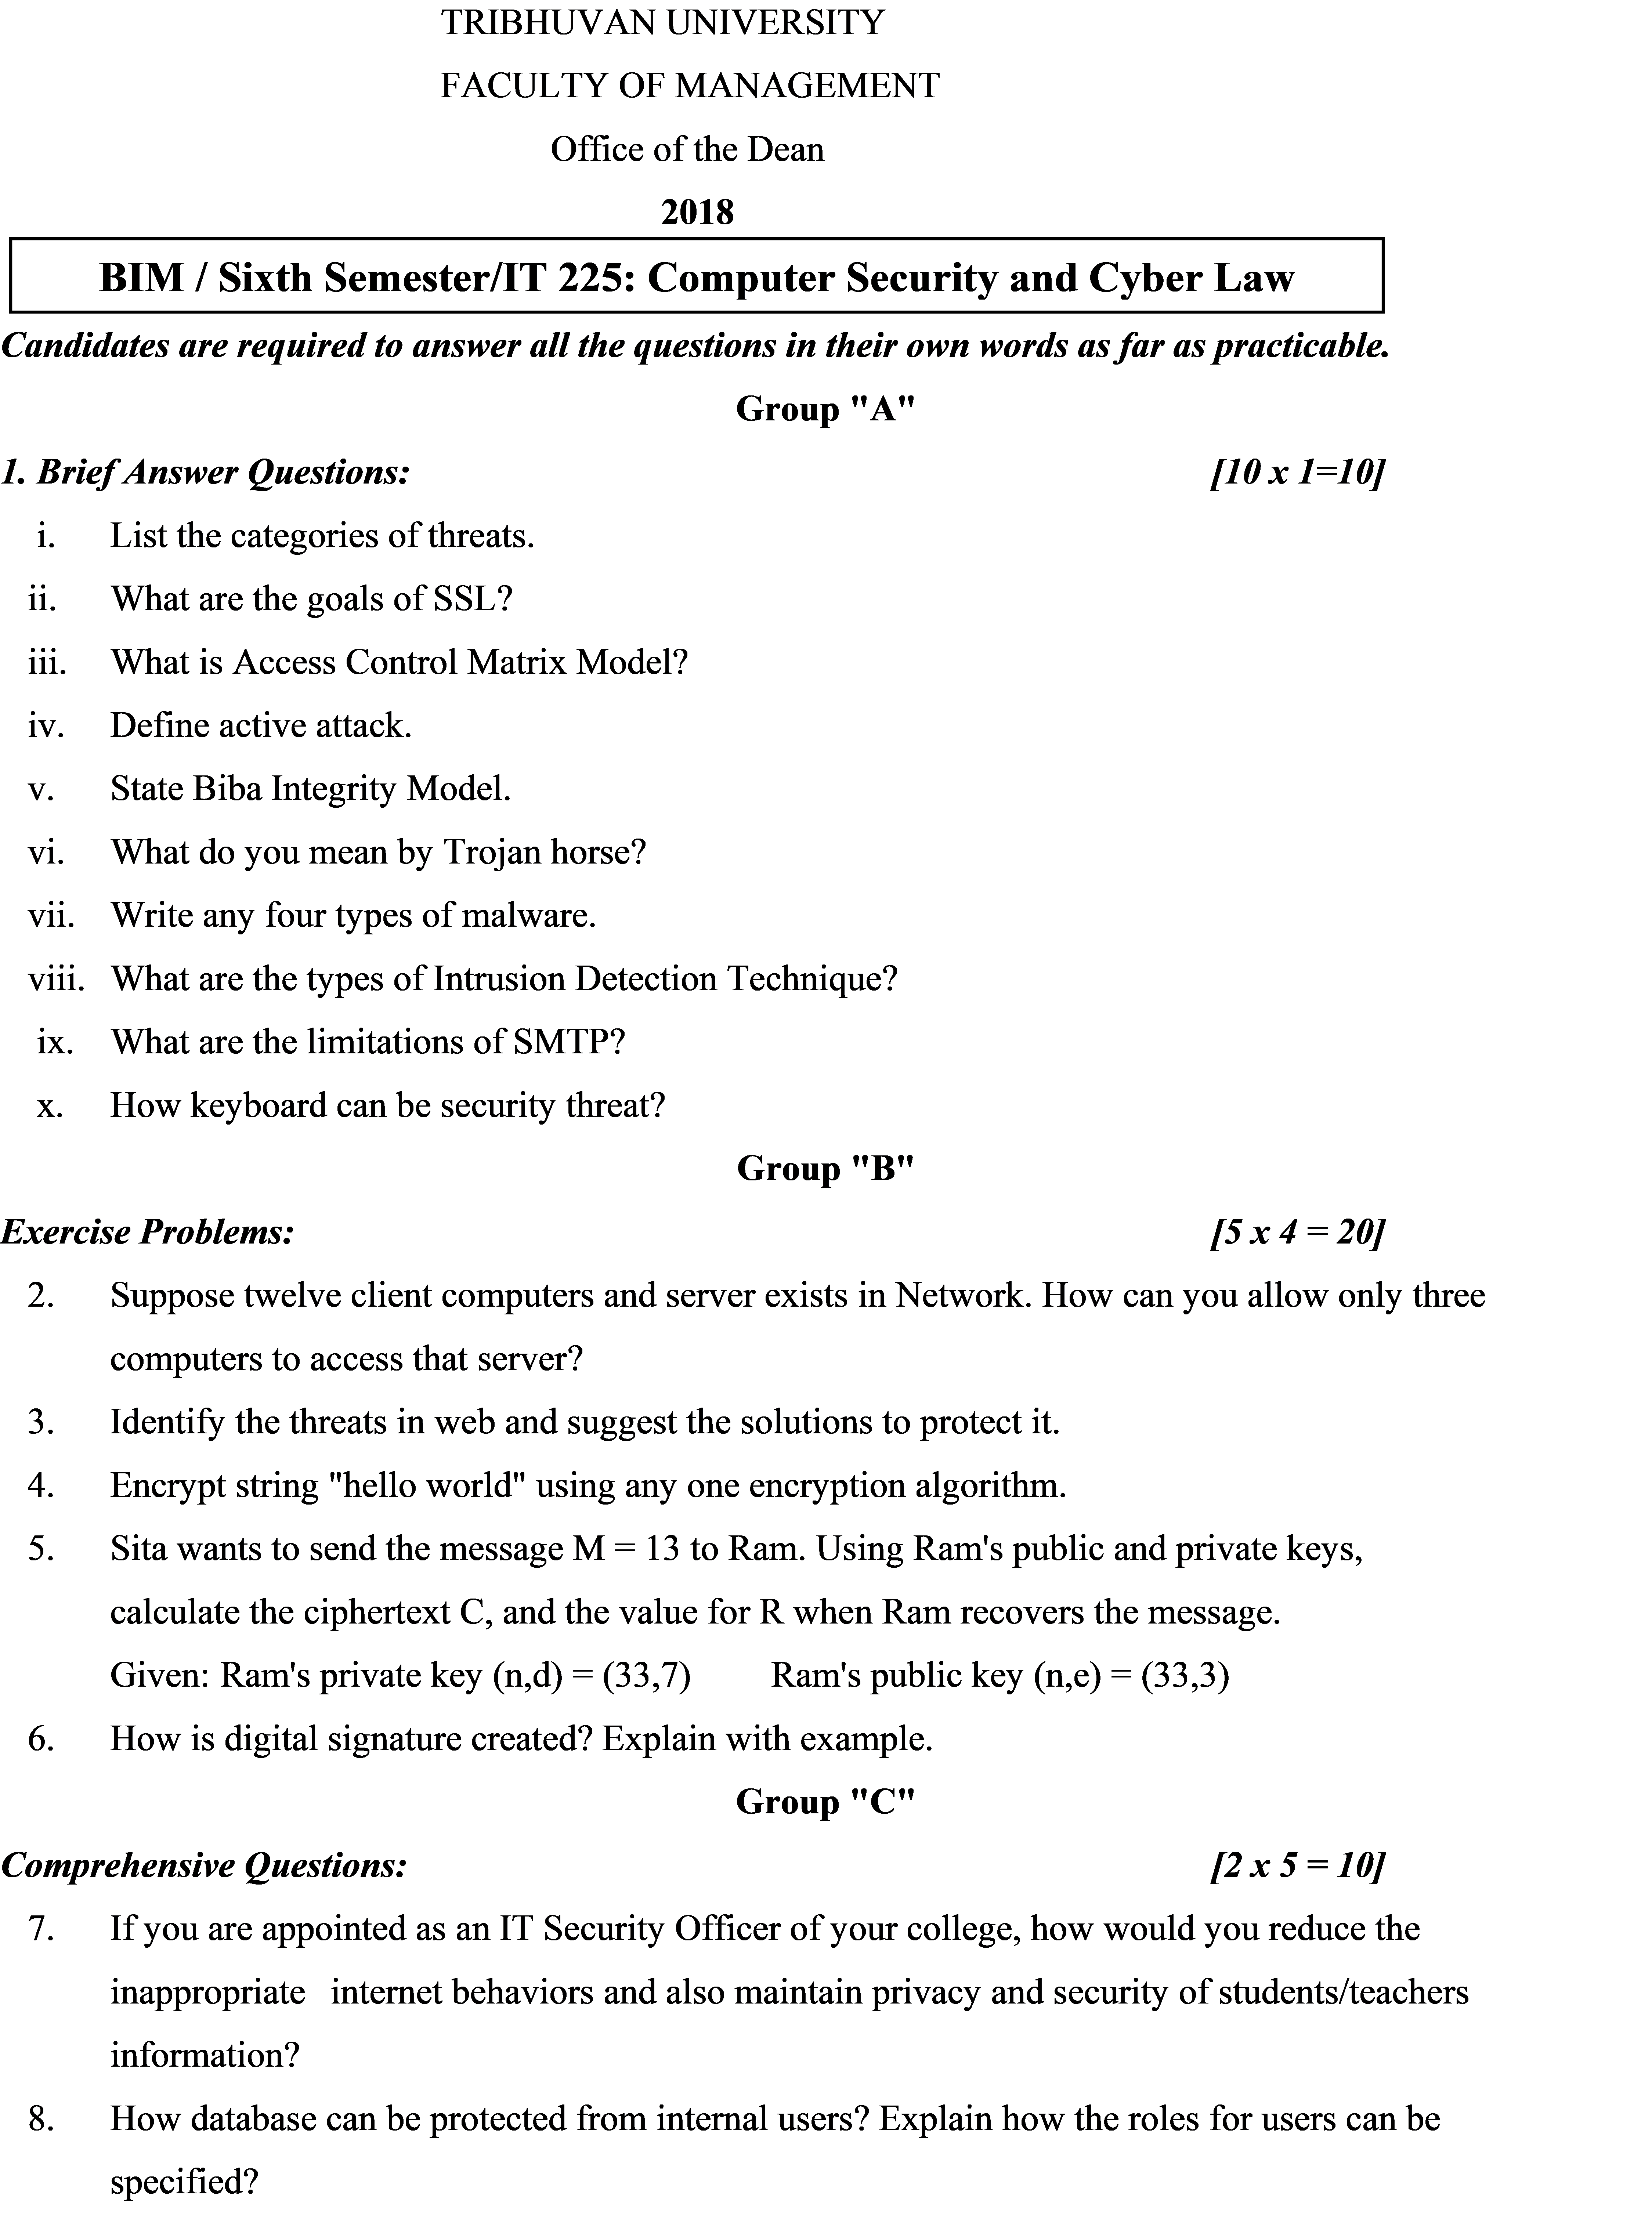 TRIBHUVAN UNIVERSITY
FACULTY OF MANAGEMENT
Office of the Dean
2018
BIM / Sixth Semester/IT 225: Computer Security and Cyber Law
Candidates are required to answer all the questions in their own words as far as practicable.
Group "A"
1. Brief Answer Questions: [10 x 1=10]
i. List the categories of threats.
ii. What are the goals of SSL?
iii. What is Access Control Matrix Model?
iv. Define active attack.
v. State Biba Integrity Model.
vi. What do you mean by Trojan horse?
vii. Write any four types of malware.
viii. What are the types of Intrusion Detection Technique?
ix. What are the limitations of SMTP?
x. How keyboard can be security threat?
Group "B"
Exercise Problems: [5 x 4 = 20]
2. Suppose twelve client computers and server exists in Network. How can you allow only three
computers to access that server?
3. Identify the threats in web and suggest the solutions to protect it.
4. Encrypt string "hello world" using any one encryption algorithm.
5. Sita wants to send the message M = 13 to Ram. Using Ram's public and private keys,
calculate the ciphertext C, and the value for R when Ram recovers the message.
Given: Ram's private key (n,d) = (33,7) Ram's public key (n,e) = (33,3)
6. How is digital signature created? Explain with example.
Group "C"
Comprehensive Questions: [2 x 5 = 10]
7. If you are appointed as an IT Security Officer of your college, how would you reduce the
inappropriate internet behaviors and also maintain privacy and security of students/teachers
information?
8. How database can be protected from internal users? Explain how the roles for users can be
specified?